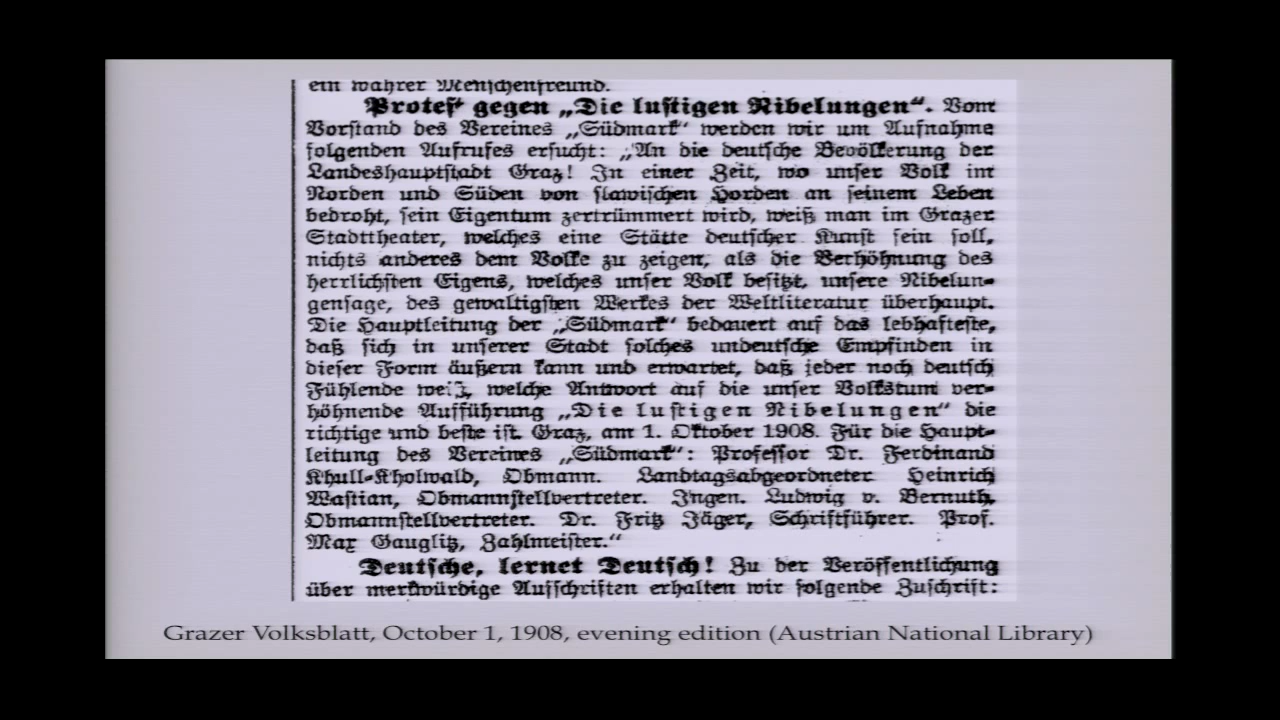 ein wahrer Menschenfreund.
Protest gegen „Die lustigen Nibelungen“. Vom
Vorstand des Vereines „Südmark“ werden wir um Aufnahme
folgenden Aufrufes ersucht: „An die deutsche Bevölkerung der
Landeshauptstadt Graz! In einer Zeit, wo unser Volk im
Norden und Süden von slawischen Horden an seinem Leben
bedroht, sein Eigentum zertrümmert wird, weiß man im Grazer
Stadttheater, welches eine Stätte deutscher Kunst sein soll,
nichts anderes dem Volke zu zeigen, als die Verhöhnung des
herrlichsten Eigens, welches unser Volk besitzt, unsere Nibelun-
gensage, des gewaltigsten Werkes der Weltliteratur überhaupt.
Die Hauptleitung der „Südmark“ bedauert auf das lebhafteste,
daß sich in unserer Stadt solches undeutsche Empfinden in
dieser Form äußern kann und erwartet, daß jeder noch deutsch
Fühlende weiß, welche Antwort auf die unser Volkstum ver-
höhnende Aufführung „Die lustigen Nibelungen“ die
richtige und beste ist. Graz, am 1. Oktober 1908. Für die Haupt-
leitung des Vereines „Südmark“: Professor Dr. Ferdinand
Khull-Kholwald, Obmann. Landtagsabgeordneter Heinrich
Wastian, Obmannstellvertreter. Ingen. Ludwig v. Bernuth,
Obmannstellvertreter. Dr. Fritz Jäger, Schriftführer. Prof.
Max Gauglitz, Zahlmeister.“
Deutsche, lernet Deutsch! Zu der Veröffentlichung
über merkwürdige Aufschriften erhalten wir folgende Zuschrift:
Grazer Volksblatt, October 1, 1908, evening edition (Austrian National Library)